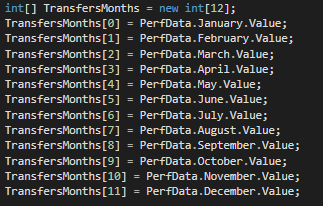 int[] TransfersMonths = new int[12];
TransfersMonths[0] = PerfData.January.Value;
TransfersMonths[1] = PerfData.February.Value;
TransfersMonths[2] = PerfData.March.Value;
TransfersMonths[3] = PerfData.April.Value;
TransfersMonths[4] = PerfData.May.Value;
TransfersMonths[5] = PerfData.June.Value;
TransfersMonths[6] = PerfData.July.Value;
TransfersMonths[7] = PerfData.August.Value;
TransfersMonths[8] = PerfData.September.Value;
TransfersMonths[9] = PerfData.October.Value;
TransfersMonths[10] = PerfData.November.Value;
TransfersMonths[11] = PerfData.December.Value;